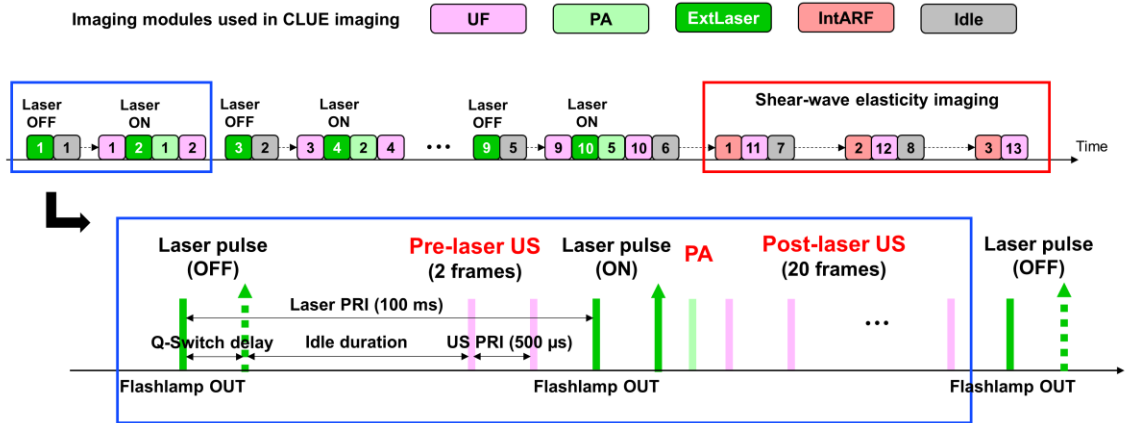 Imaging modules used in CLUE imaging UF PA ExtLaser IntARF Idle
Laser OFF Laser ON Laser OFF Laser ON Laser OFF Laser ON Shear-wave elasticity imaging
1 1 1 2 1 2 3 2 3 4 2 4 ••• 9 5 9 10 5 10 6 1 11 7 2 12 8 3 13 Time
Laser pulse (OFF) Pre-laser US (2 frames) Laser pulse (ON) PA Post-laser US (20 frames) Laser pulse (OFF)
Laser PRI (100 ms) •••
Q-Switch delay Idle duration US PRI (500 µs)
Flashlamp OUT Flashlamp OUT Flashlamp OUT